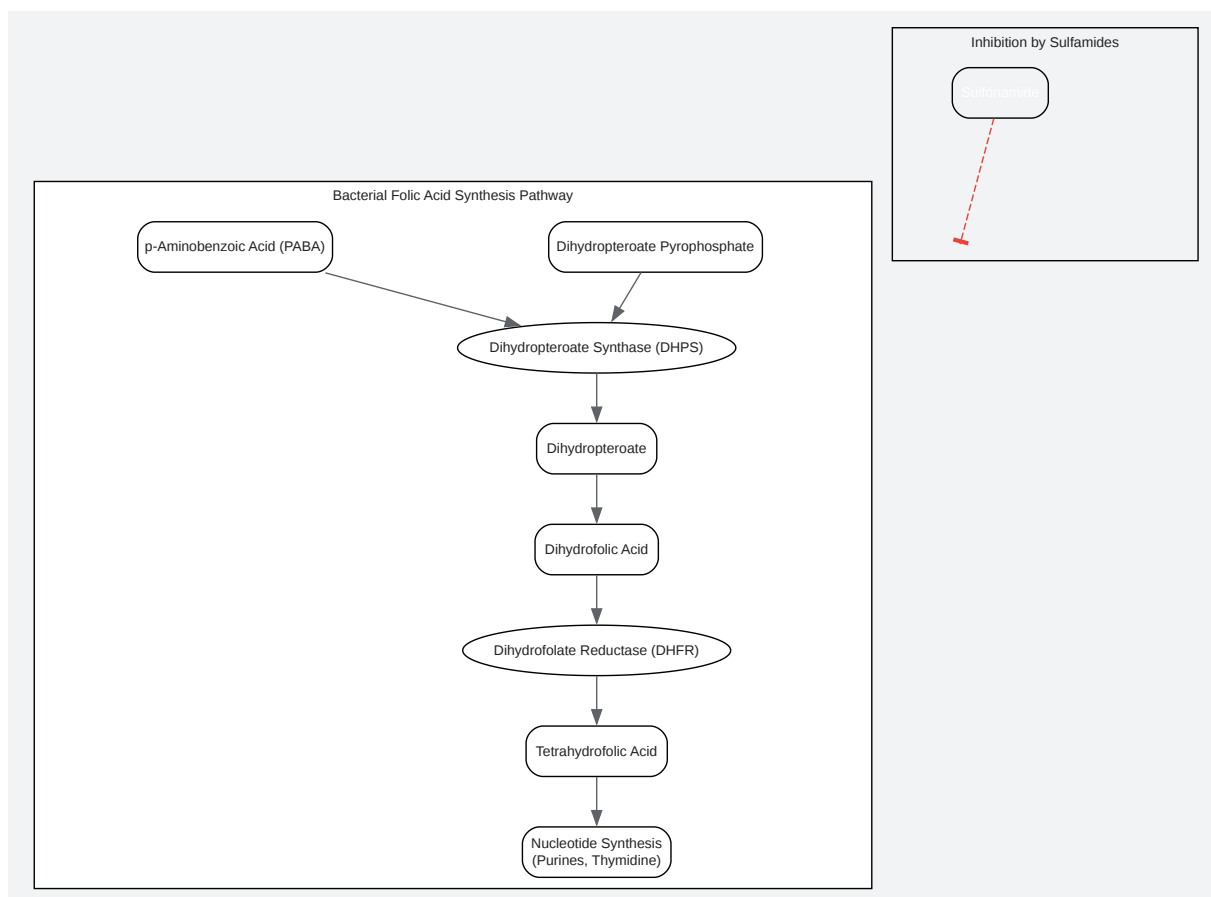 Inhibition by Sulfamides
Sulfonamide
Bacterial Folic Acid Synthesis Pathway
p-Aminobenzoic Acid (PABA)
Dihydropteroate Pyrophosphate
Dihydropteroate Synthase (DHPS)
Dihydropteroate
Dihydrofolic Acid
Dihydrofolate Reductase (DHFR)
Tetrahydrofolic Acid
Nucleotide Synthesis
(Purines, Thymidine)